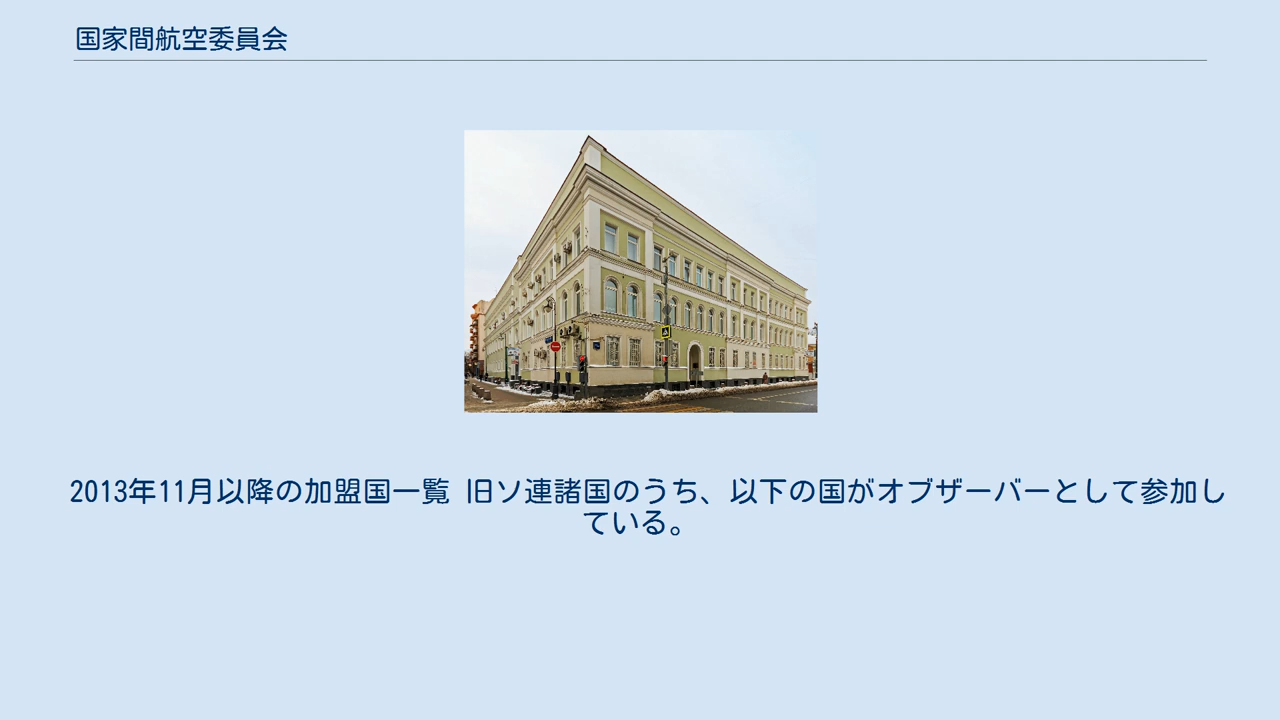 国家間航空委員会
2013年11月以降の加盟国一覧 旧ソ連諸国のうち、以下の国がオブザーバーとして参加し
ている。